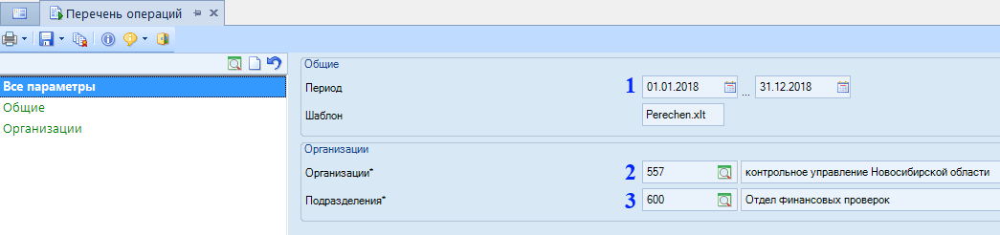 Перечень операций
Все параметры
Общие
Организации
Общие
Период 1 01.01.2018 ... 31.12.2018
Шаблон Perechen.xlt
Организации
Организации* 2 557 контрольное управление Новосибирской области
Подразделения* 3 600 Отдел финансовых проверок